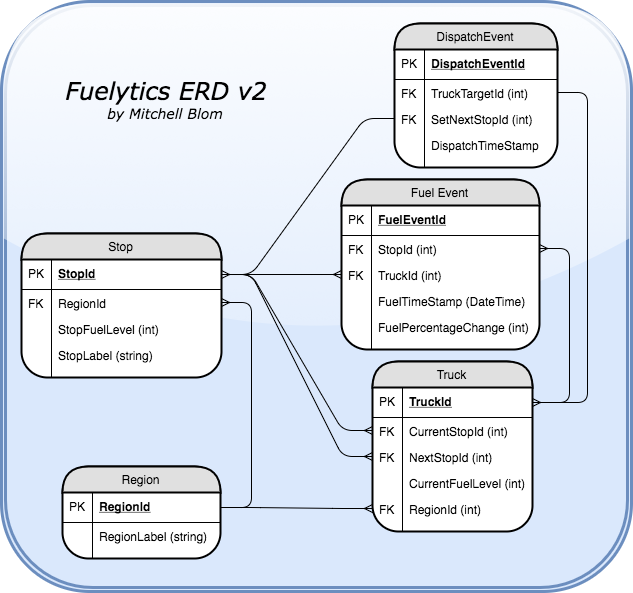 Fuelytics ERD v2
by Mitchell Blom
DispatchEvent
PK DispatchEventId
FK TruckTargetId (int)
FK SetNextStopId (int)
DispatchTimeStamp
Fuel Event
PK FuelEventId
FK StopId (int)
FK TruckId (int)
FuelTimeStamp (DateTime)
FuelPercentageChange (int)
Stop
PK StopId
FK RegionId
StopFuelLevel (int)
StopLabel (string)
Truck
PK TruckId
FK CurrentStopId (int)
FK NextStopId (int)
CurrentFuelLevel (int)
FK RegionId (int)
Region
PK RegionId
RegionLabel (string)